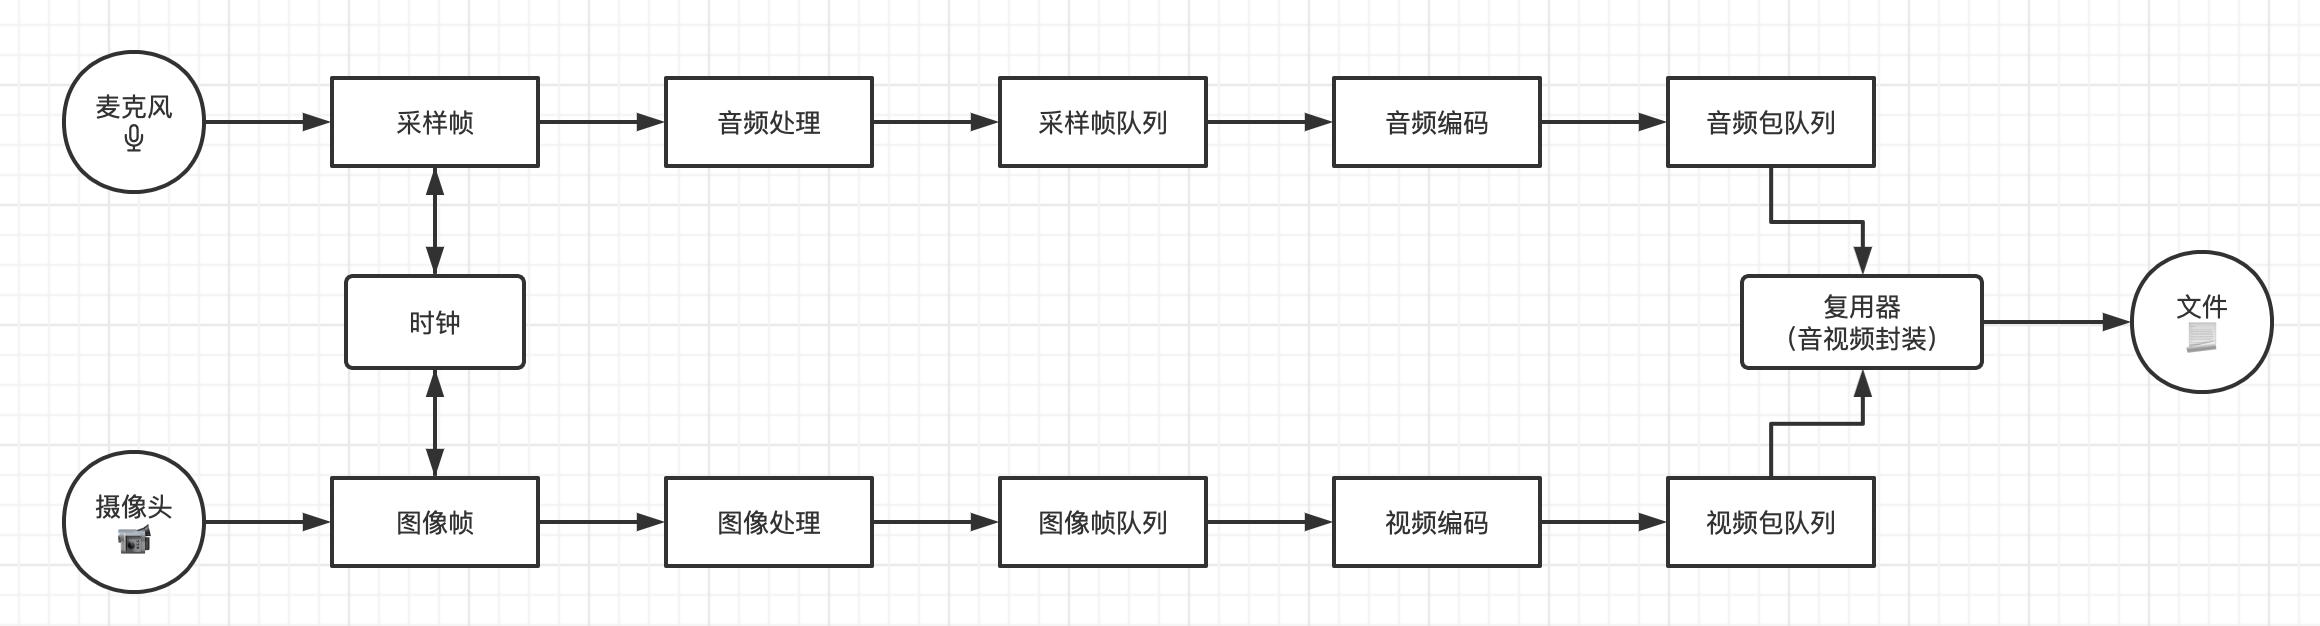 麦克风
采样帧
音频处理
采样帧队列
音频编码
音频包队列
时钟
复用器
（音视频封装）
文件
摄像头
图像帧
图像处理
图像帧队列
视频编码
视频包队列